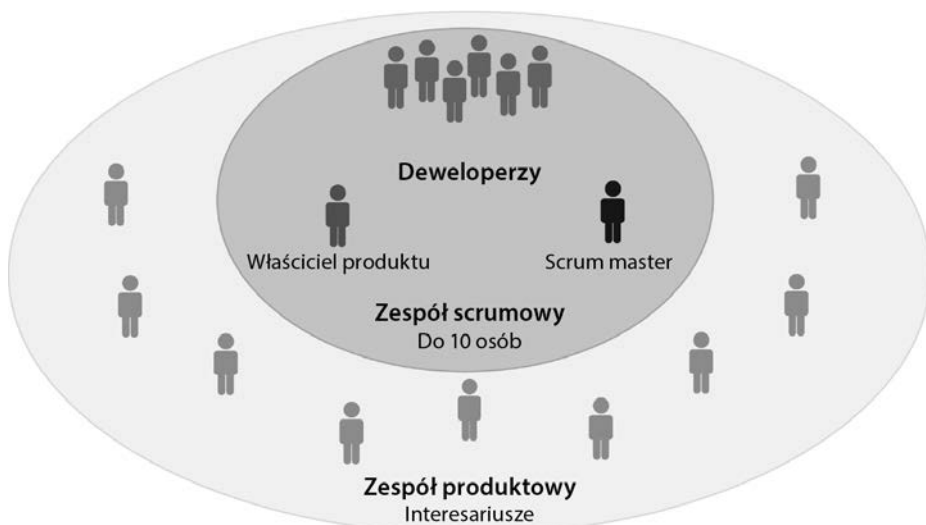 Deweloperzy
Właściciel produktu
Scrum master
Zespół scrumowy
Do 10 osób
Zespół produktowy
Interesariusze